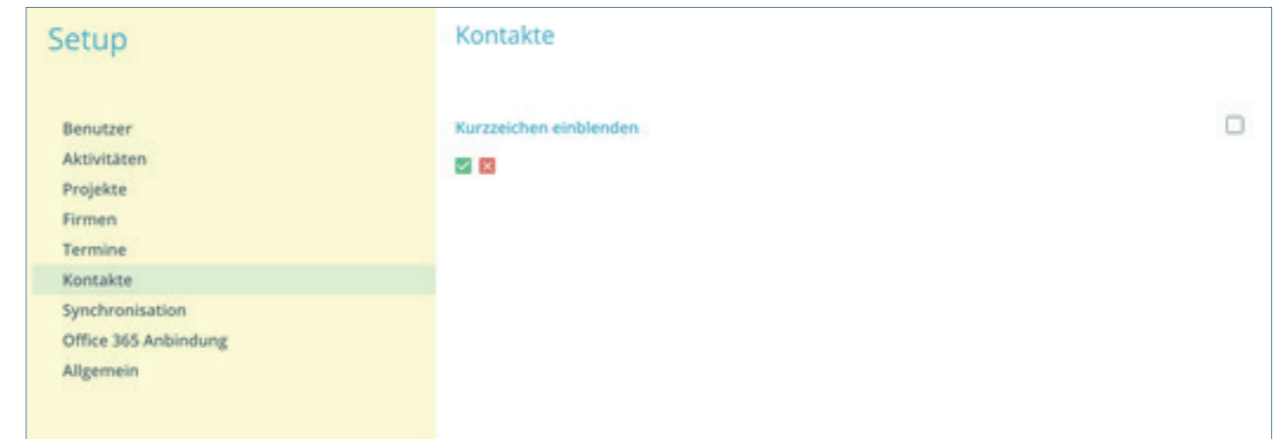 Setup
Benutzer
Aktivitäten
Projekte
Firmen
Termine
Kontakte
Synchronisation
Office 365 Anbindung
Allgemein
Kontakte
Kurzzeichen einblenden